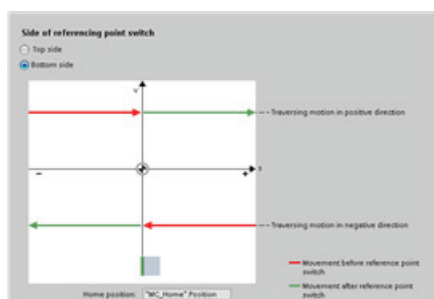 Side of referencing point switch
Top side
Bottom side
v
Traversing motion in positive direction
−
+
s
Traversing motion in negative direction
Movement before reference point
switch
Movement after reference point
switch
Home position: "MC_Home".Position